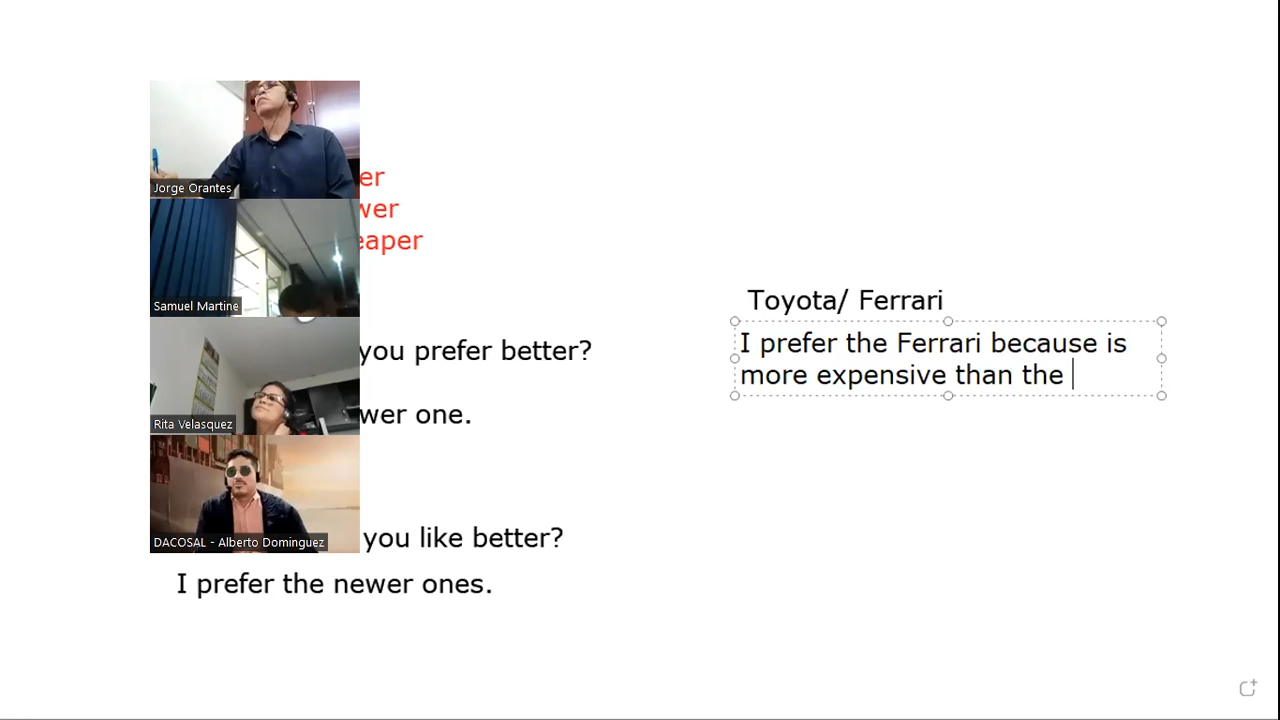 Jorge Orantes
er
wer
eaper
Samuel Martine
Toyota/ Ferrari
I prefer the Ferrari because is
more expensive than the
you prefer better?
wer one.
Rita Velasquez
DACOSAL - Alberto Dominguez
you like better?
I prefer the newer ones.